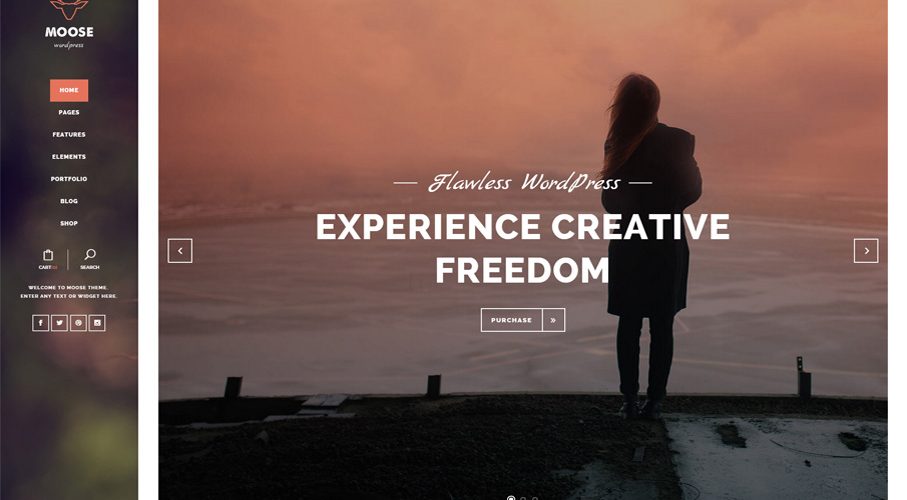 MOOSE
wordpress
HOME
PAGES
FEATURES
ELEMENTS
PORTFOLIO
BLOG
SHOP
CART(0)
SEARCH
WELCOME TO MOOSE THEME.
ENTER ANY TEXT OR WIDGET HERE.
Flawless WordPress
EXPERIENCE CREATIVE
FREEDOM
PURCHASE